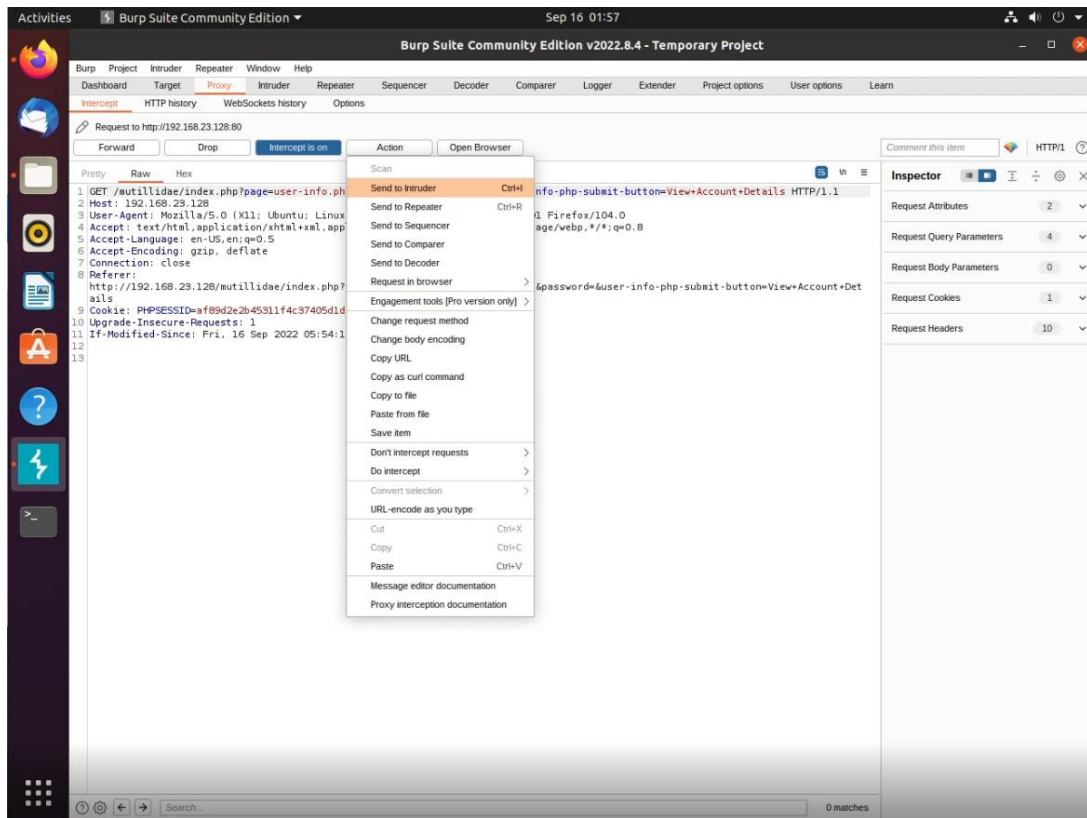 Activities Burp Suite Community Edition Sep 16 01:57
Burp Suite Community Edition v2022.8.4 - Temporary Project
Burp Project Intruder Repeater Window Help
Dashboard Target Proxy Intruder Repeater Sequencer Decoder Comparer Logger Extender Project options User options Learn
Intercept HTTP history WebSockets history Options
Request to http://192.168.23.128:80
Forward Drop Intercept is on Action Open Browser Comment this item HTTP/1
Pretty Raw Hex
1 GET /mutillidae/index.php?page=user-info.ph
nfo-php-submit-button=View+Account+Details HTTP/1.1
2 Host: 192.168.23.128
3 User-Agent: Mozilla/5.0 (X11; Ubuntu; Linux
Firefox/104.0
4 Accept: text/html,application/xhtml+xml,app
age/webp,*/*;q=0.8
5 Accept-Language: en-US,en;q=0.5
6 Accept-Encoding: gzip, deflate
7 Connection: close
8 Referer:
http://192.168.23.128/mutillidae/index.php?
&password=&user-info-php-submit-button=View+Account+Det
ails
9 Cookie: PHPSESSID=af89d2e2b45311f4c37405d1d
10 Upgrade-Insecure-Requests: 1
11 If-Modified-Since: Fri, 16 Sep 2022 05:54:1
12
13
Scan
Send to Intruder Ctrl+I
Send to Repeater Ctrl+R
Send to Sequencer
Send to Comparer
Send to Decoder
Request in browser
Engagement tools [Pro version only]
Change request method
Change body encoding
Copy URL
Copy as curl command
Copy to file
Paste from file
Save item
Don't intercept requests
Do intercept
Convert selection
URL-encode as you type
Cut Ctrl+X
Copy Ctrl+C
Paste Ctrl+V
Message editor documentation
Proxy interception documentation
Inspector
Request Attributes 2
Request Query Parameters 4
Request Body Parameters 0
Request Cookies 1
Request Headers 10
Search...
0 matches